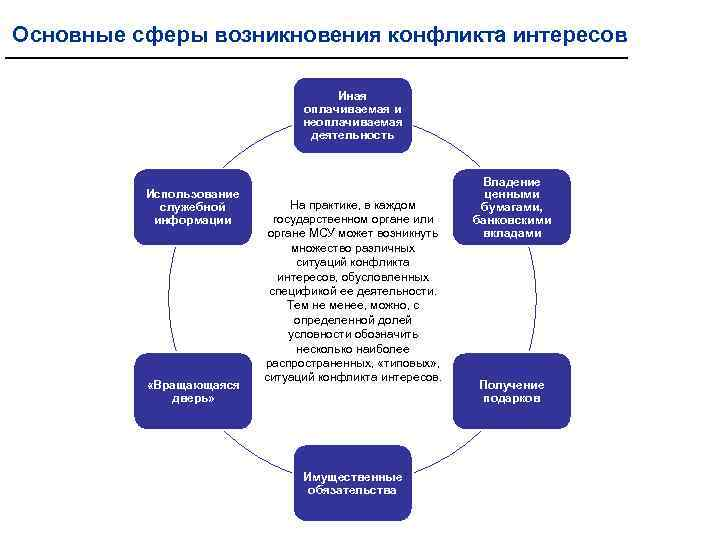 Основные сферы возникновения конфликта интересов
Иная
оплачиваемая и
неоплачиваемая
деятельность
Использование
служебной
информации
Владение
ценными
бумагами,
банковскими
вкладами
На практике, в каждом
государственном органе или
органе МСУ может возникнуть
множество различных
ситуаций конфликта
интересов, обусловленных
спецификой ее деятельности.
Тем не менее, можно, с
определенной долей
условности обозначить
несколько наиболее
распространенных, «типовых»,
ситуаций конфликта интересов.
«Вращающаяся
дверь»
Получение
подарков
Имущественные
обязательства